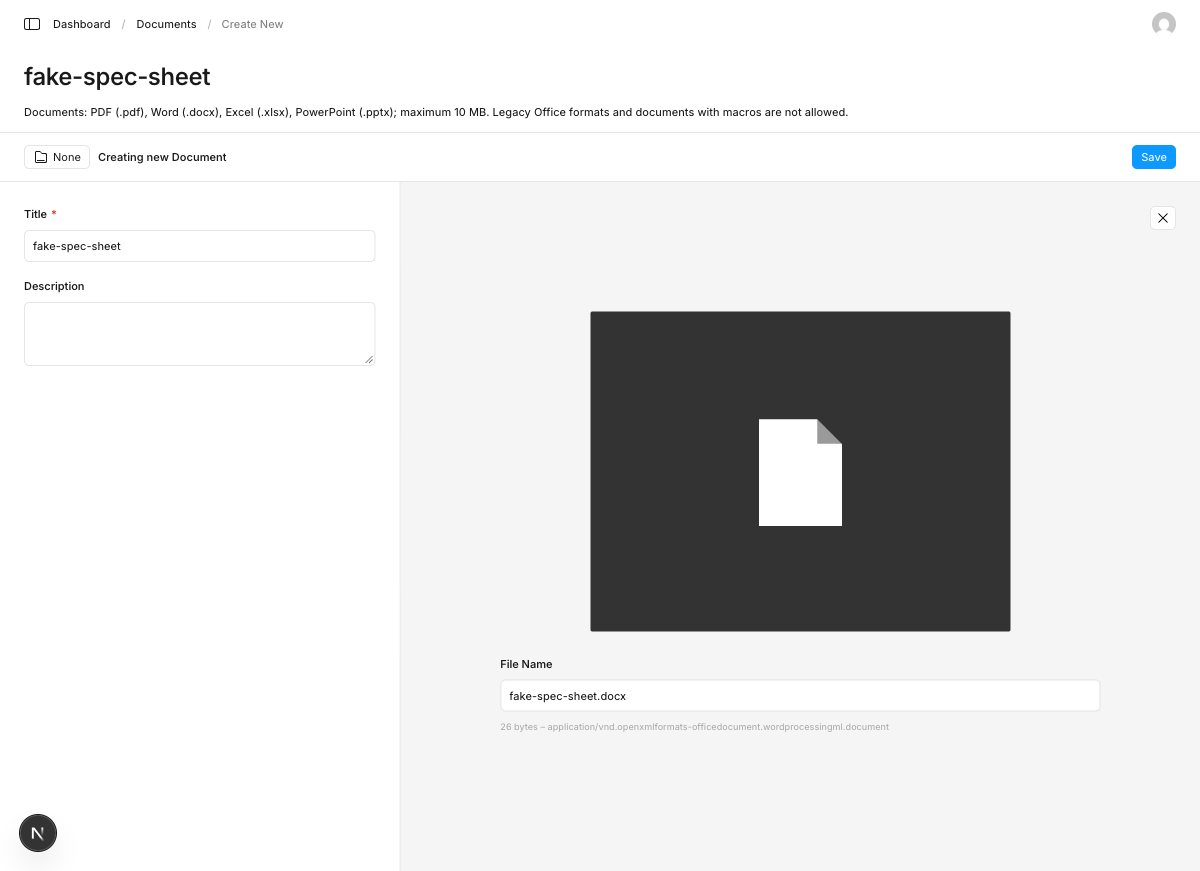 Dashboard / Documents / Create New
fake-spec-sheet
Documents: PDF (.pdf), Word (.docx), Excel (.xlsx), PowerPoint (.pptx); maximum 10 MB. Legacy Office formats and documents with macros are not allowed.
None Creating new Document Save
Title *
fake-spec-sheet
Description
File Name
fake-spec-sheet.docx
26 bytes – application/vnd.openxmlformats-officedocument.wordprocessingml.document
N